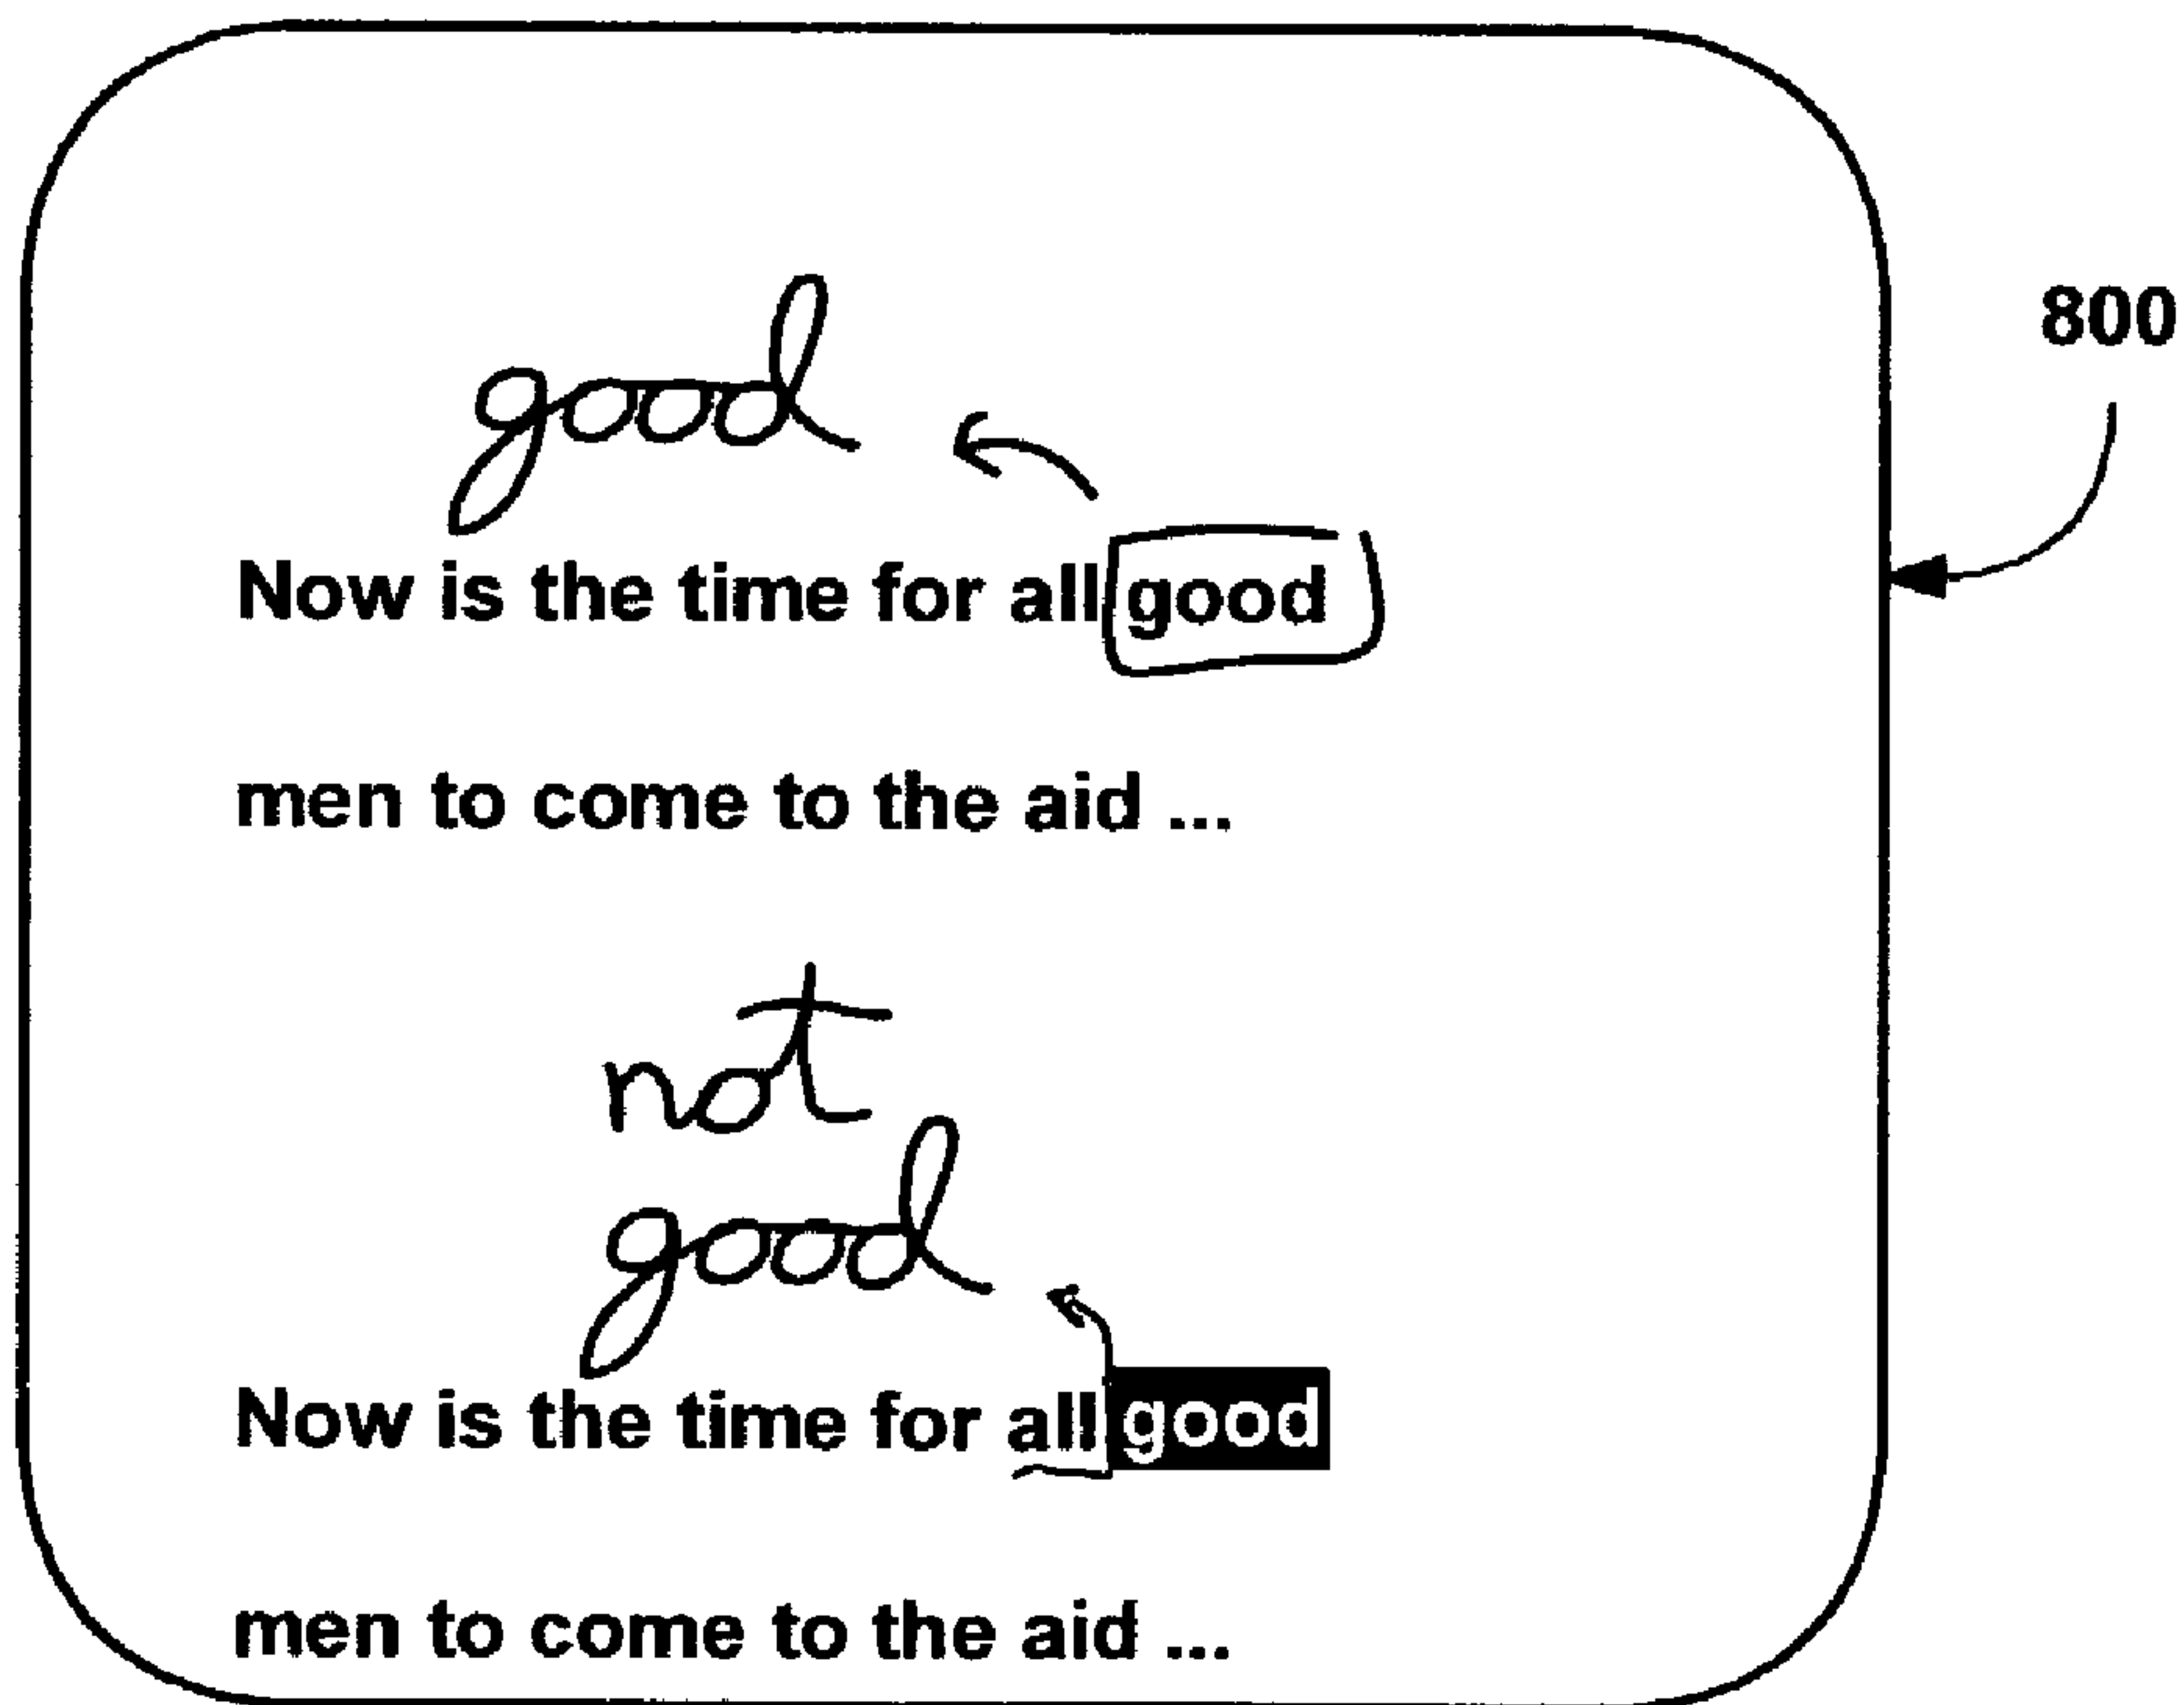 good
800
Now is the time for all good
men to come to the aid ...
not
good
Now is the time for all good
men to come to the aid ...